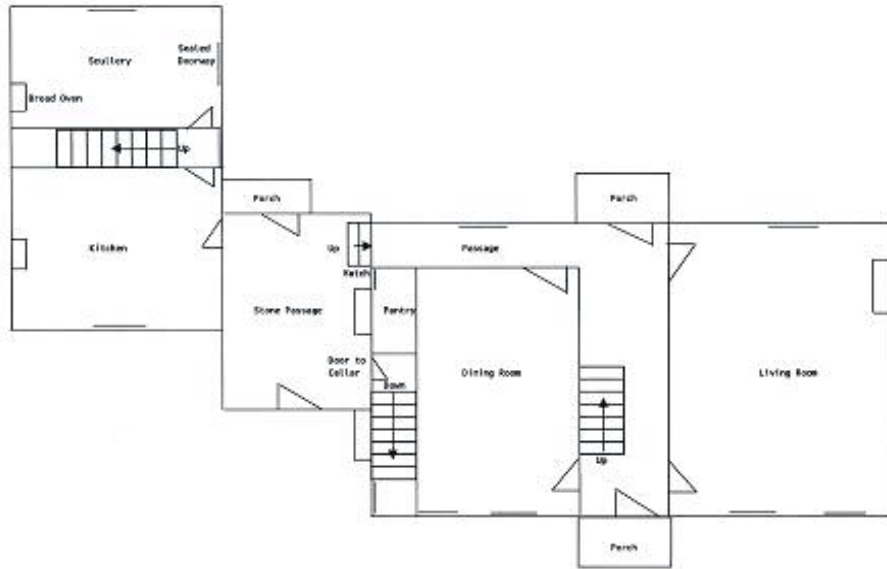 Scullery
Sealed
Doorway
Bread Oven
Up
Porch
Porch
Kitchen
Up
Passage
Hatch
Stone Passage
Pantry
Door to
Cellar
Down
Dining Room
Living Room
Up
Porch